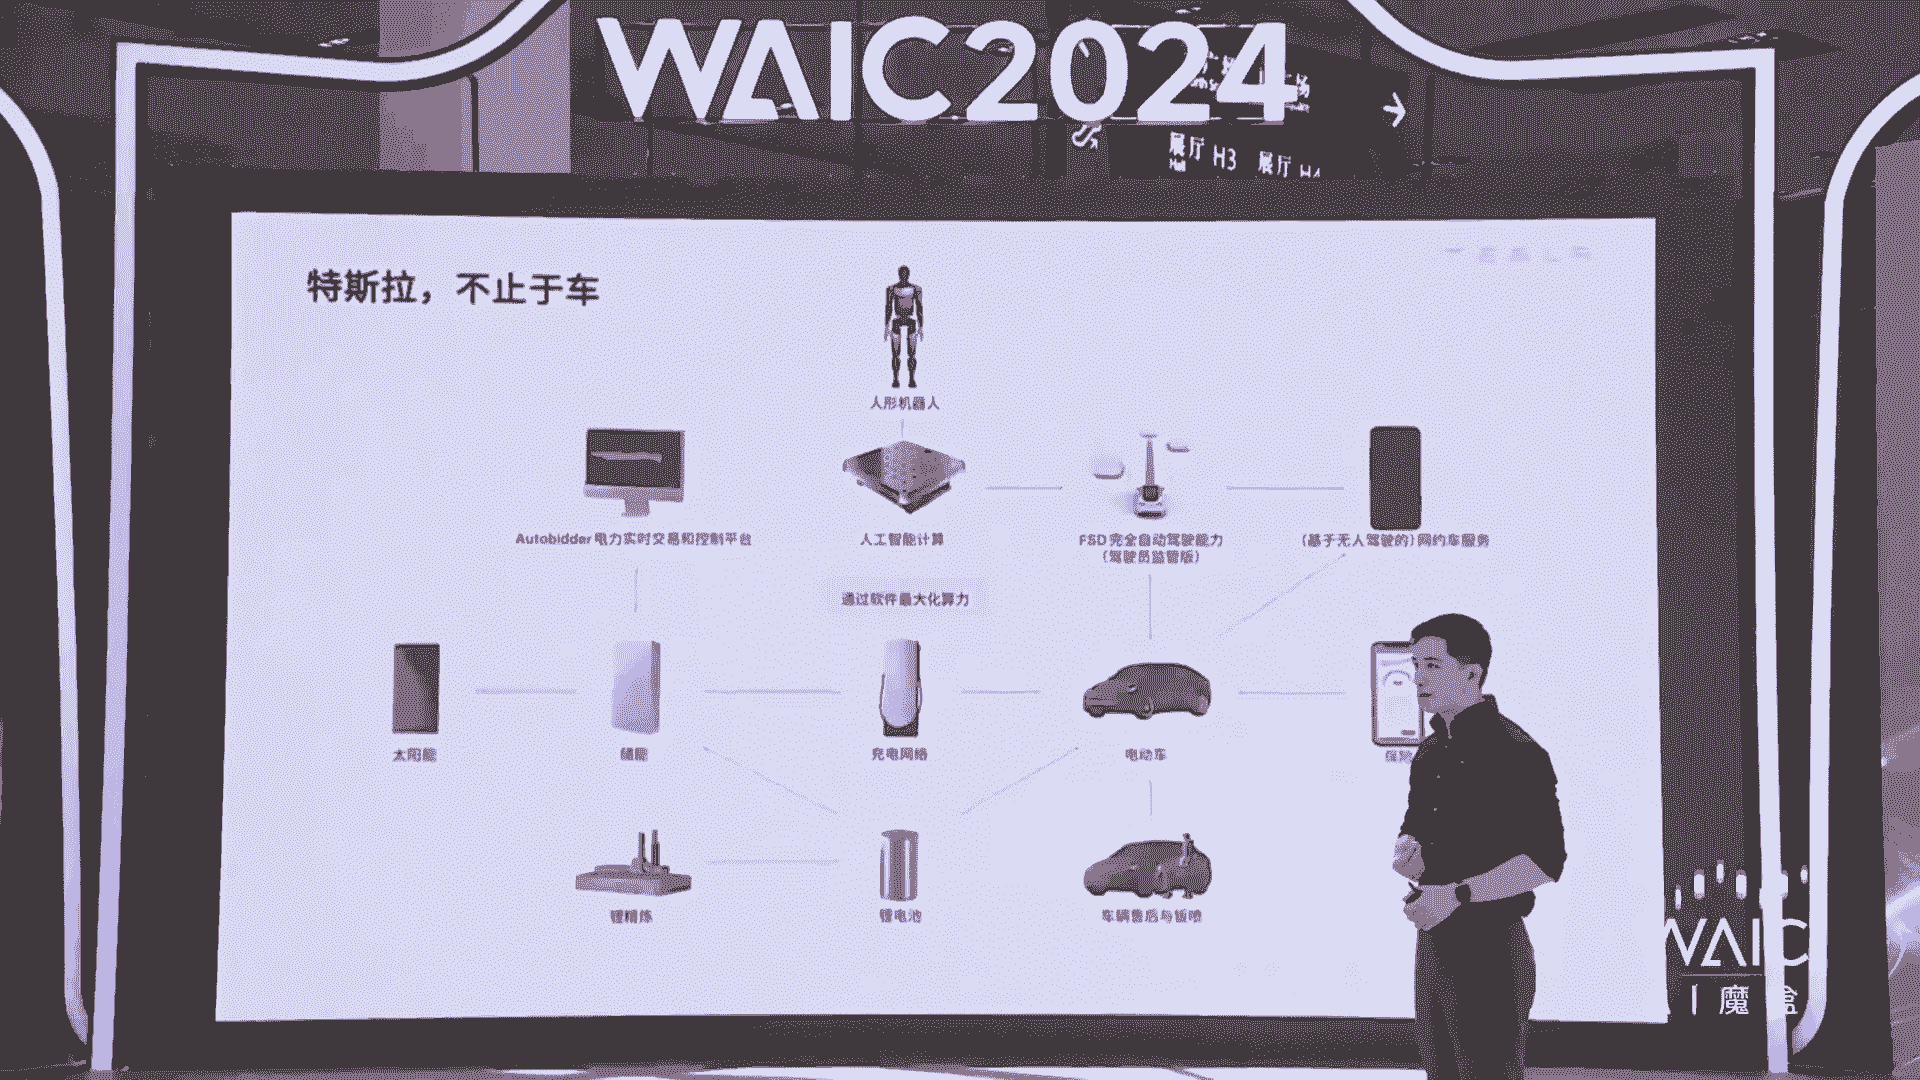 WAIC2024
展厅 H3 展厅 H4
Hall
TESLA
特斯拉，不止于车
人形机器人
Autobidder 电力实时交易和控制平台
人工智能计算
FSD 完全自动驾驶能力
（驾驶员监管版）
（基于无人驾驶的）网约车服务
通过软件最大化算力
太阳能
储能
充电网络
电动车
保险
锂精炼
锂电池
车辆售后与钣喷
WAIC
魔盒